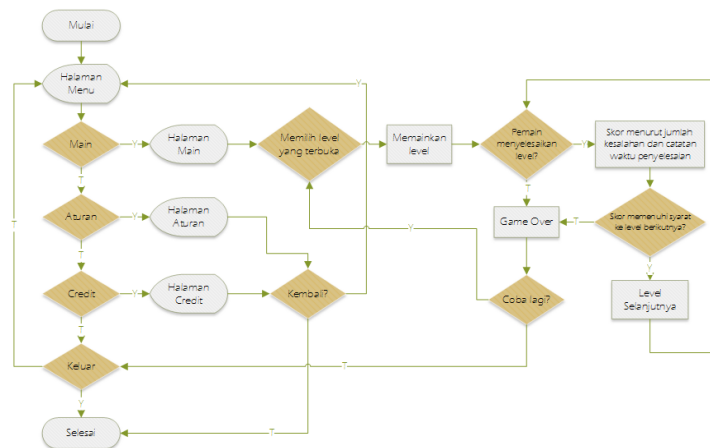 Mulai
Halaman
Menu
Y
Main
Y
Halaman
Main
Memilih level
yang terbuka
Memainkan
level
Pemain
menyelesaikan
level?
Y
Skor menurut jumlah
kesalahan dan catatan
waktu penyelesaian
T
T
Aturan
Y
Halaman
Aturan
T
Y
Game Over
T
Skor memenuhi syarat
ke level berikutnya?
T
Credit
Y
Halaman
Credit
Kembali?
Coba lagi?
Y
Level
Selanjutnya
T
Keluar
T
Y
Selesai
T